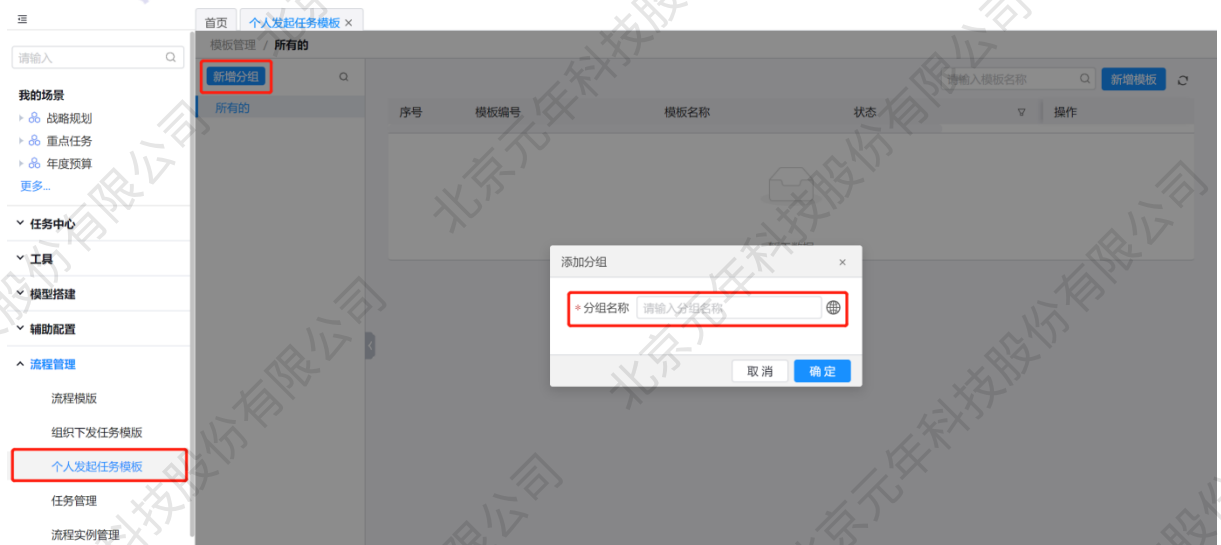 首页 个人发起任务模板 ×
模板管理 / 所有的
请输入
新增分组
请输入模板名称
新增模板
我的场景
所有的
序号 模板编号 模板名称 状态 操作
战略规划
重点任务
年度预算
更多...
任务中心
工具
模型搭建
辅助配置
流程管理
流程模版
组织下发任务模版
个人发起任务模板
任务管理
流程实例管理
添加分组 ×
* 分组名称 请输入分组名称
取消 确定
北京元年科技股份有限公司